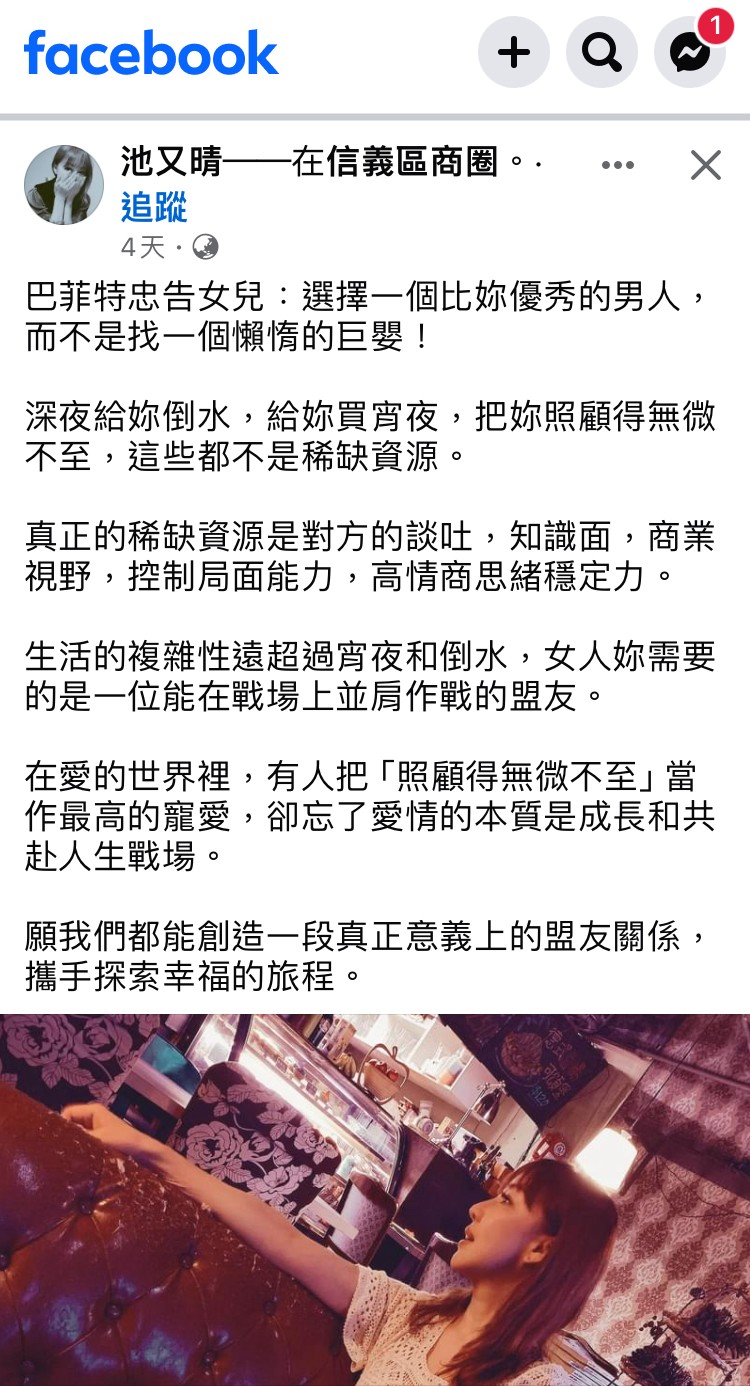 facebook
1
池又晴——在信義區商圈。·
追蹤
4天·
巴菲特忠告女兒：選擇一個比妳優秀的男人，
而不是找一個懶惰的巨嬰！
深夜給妳倒水，給妳買宵夜，把妳照顧得無微
不至，這些都不是稀缺資源。
真正的稀缺資源是對方的談吐，知識面，商業
視野，控制局面能力，高情商思緒穩定力。
生活的複雜性遠超過宵夜和倒水，女人妳需要
的是一位能在戰場上並肩作戰的盟友。
在愛的世界裡，有人把「照顧得無微不至」當
作最高的寵愛，卻忘了愛情的本質是成長和共
赴人生戰場。
願我們都能創造一段真正意義上的盟友關係，
攜手探索幸福的旅程。